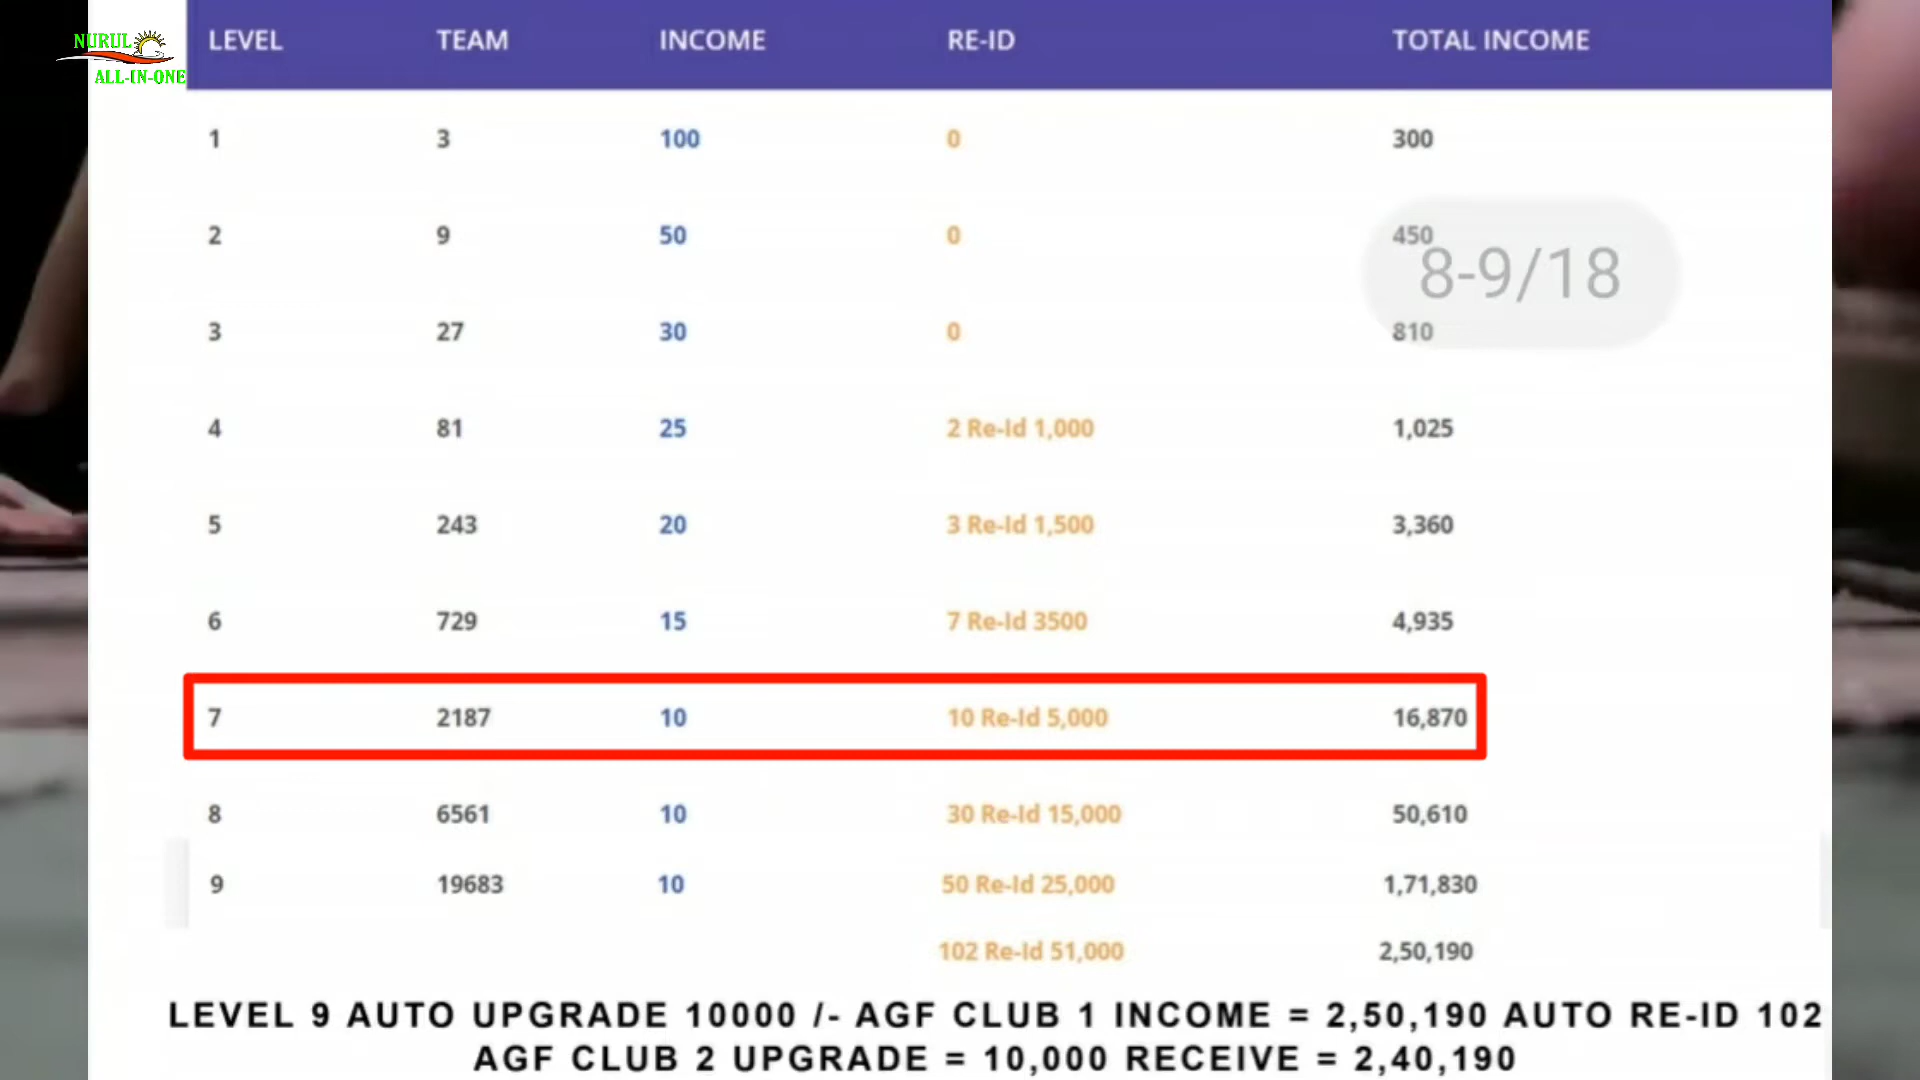 NURUL
ALL-IN-ONE
LEVEL TEAM INCOME RE-ID TOTAL INCOME
1 3 100 0 300
2 9 50 0 450
8-9/18
3 27 30 0 810
4 81 25 2 Re-Id 1,000 1,025
5 243 20 3 Re-Id 1,500 3,360
6 729 15 7 Re-Id 3500 4,935
7 2187 10 10 Re-Id 5,000 16,870
8 6561 10 30 Re-Id 15,000 50,610
9 19683 10 50 Re-Id 25,000 1,71,830
102 Re-Id 51,000 2,50,190
LEVEL 9 AUTO UPGRADE 10000 /- AGF CLUB 1 INCOME = 2,50,190 AUTO RE-ID 102
AGF CLUB 2 UPGRADE = 10,000 RECEIVE = 2,40,190